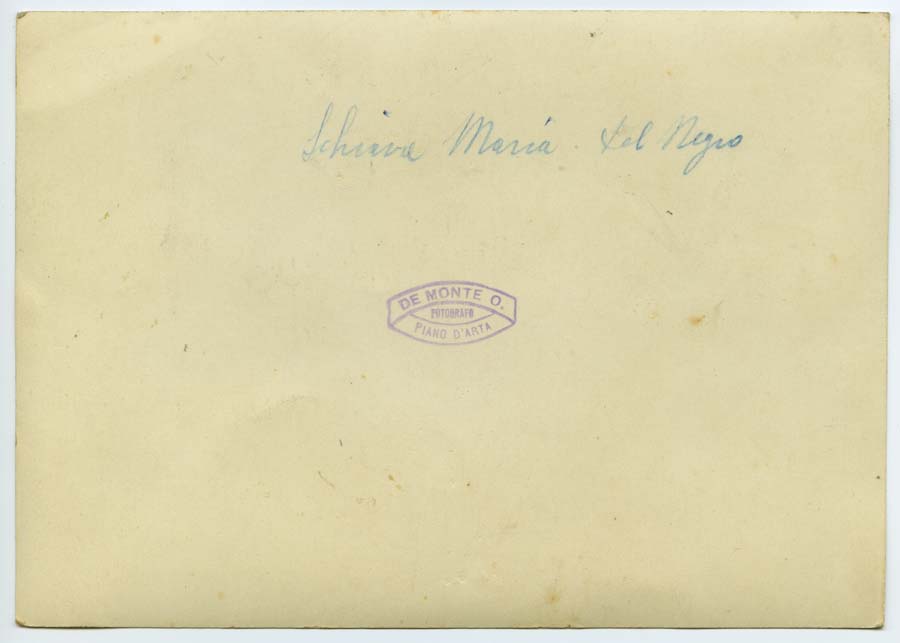 Schiava Maria. Del Negro
DE MONTE O.
FOTOGRAFO
PIANO D'ARTA